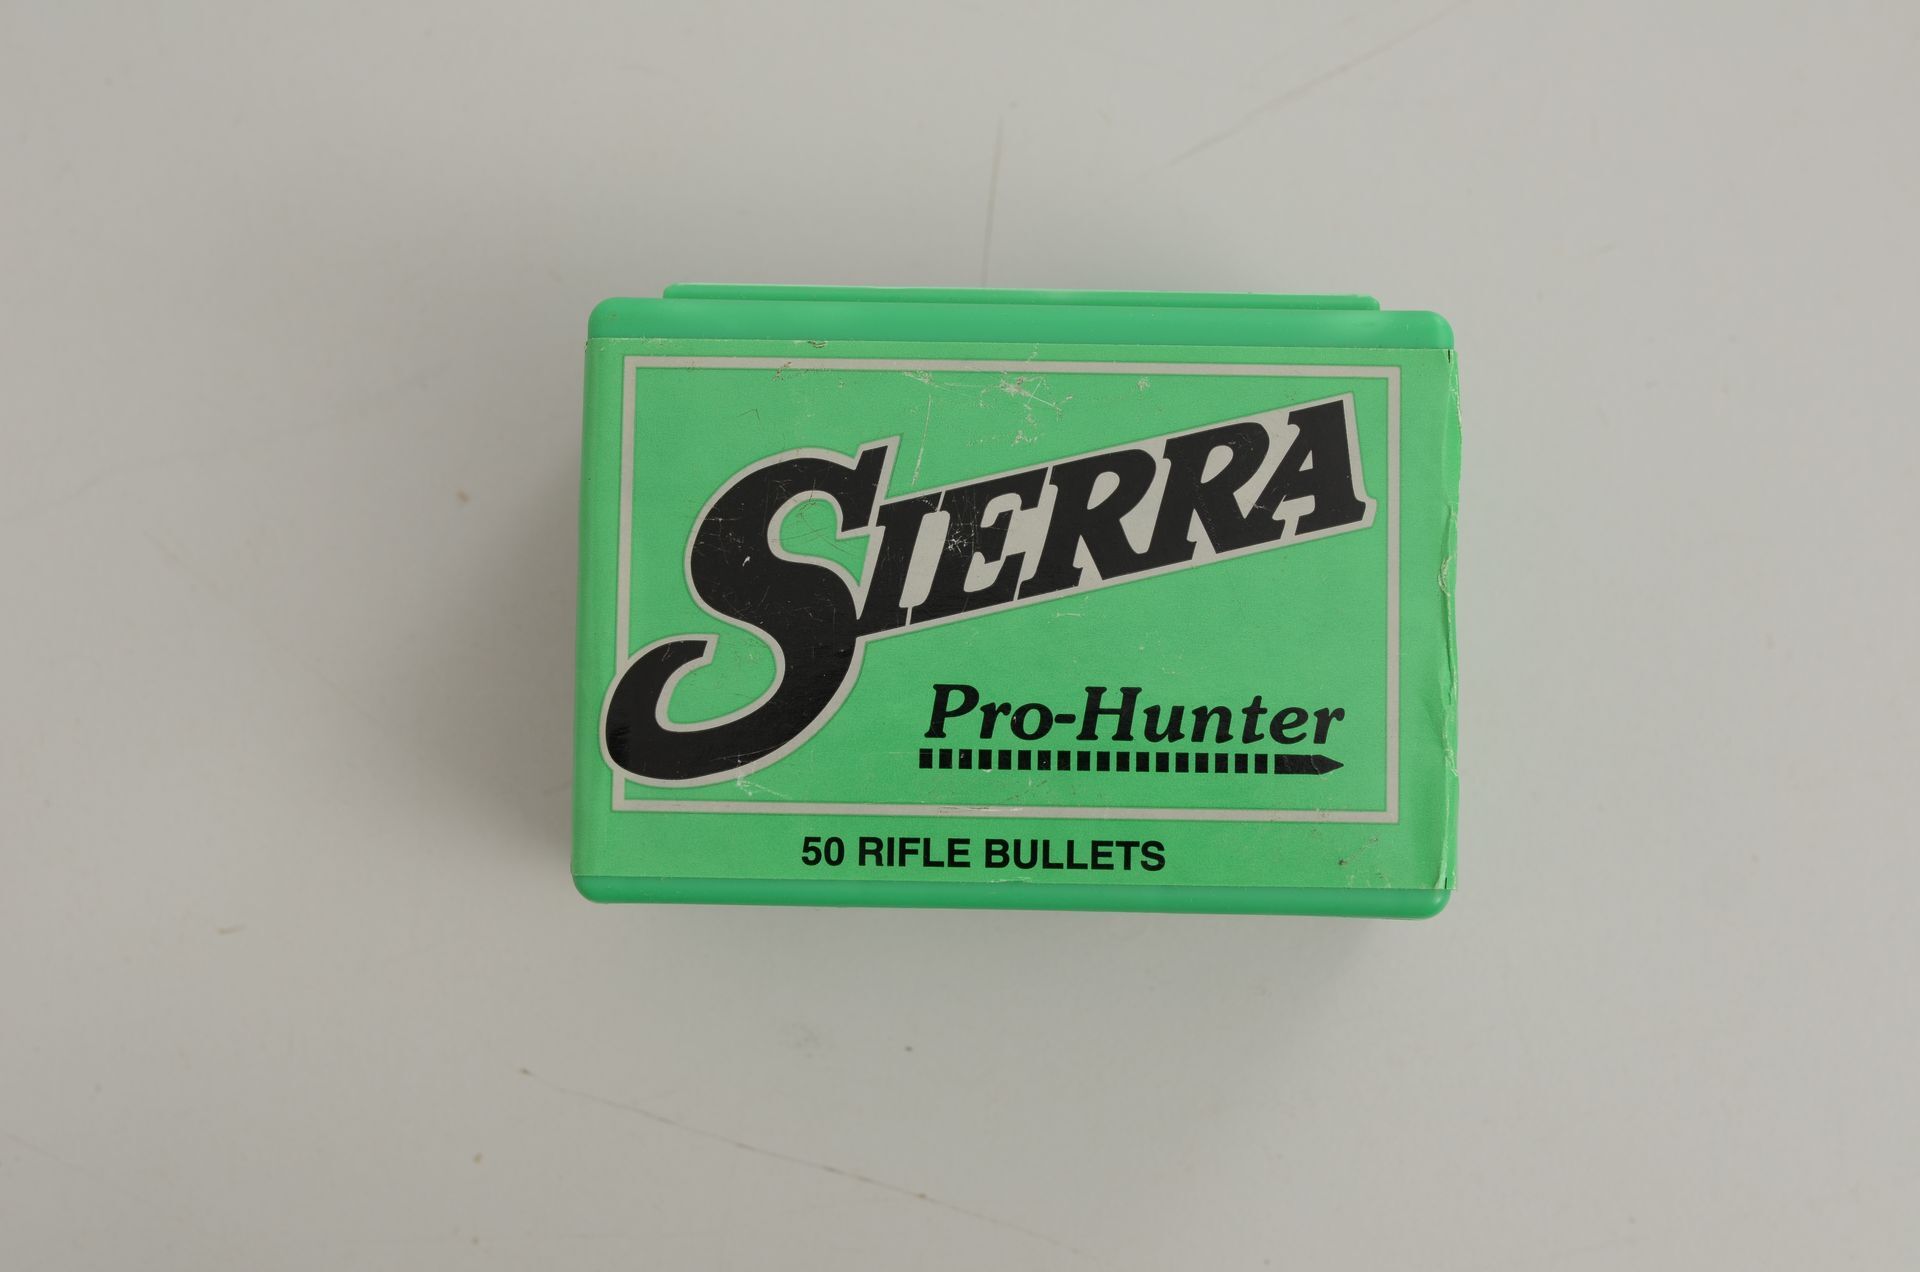 SIERRA
Pro-Hunter
50 RIFLE BULLETS